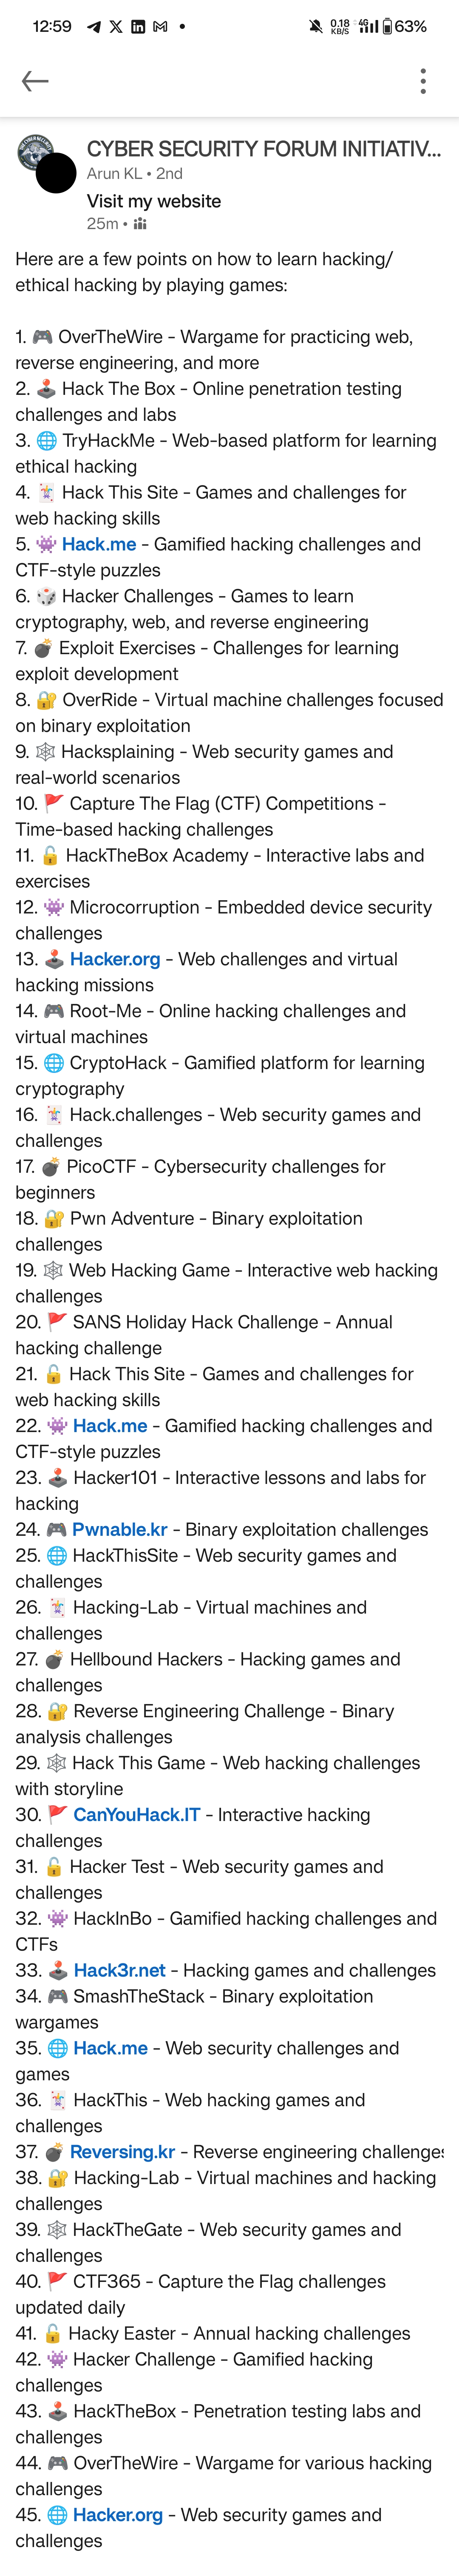 12:59
0.18 KB/S 4G 63%
CYBER SECURITY FORUM INITIATIV...
Arun KL • 2nd
Visit my website
25m •
Here are a few points on how to learn hacking/
ethical hacking by playing games:
1. 🎮 OverTheWire - Wargame for practicing web,
reverse engineering, and more
2. 🕹️ Hack The Box - Online penetration testing
challenges and labs
3. 🌐 TryHackMe - Web-based platform for learning
ethical hacking
4. 🃏 Hack This Site - Games and challenges for
web hacking skills
5. 👾 Hack.me - Gamified hacking challenges and
CTF-style puzzles
6. 🎲 Hacker Challenges - Games to learn
cryptography, web, and reverse engineering
7. 💣 Exploit Exercises - Challenges for learning
exploit development
8. 🔐 OverRide - Virtual machine challenges focused
on binary exploitation
9. 🕸️ Hacksplaining - Web security games and
real-world scenarios
10. 🚩 Capture The Flag (CTF) Competitions -
Time-based hacking challenges
11. 🔓 HackTheBox Academy - Interactive labs and
exercises
12. 👾 Microcorruption - Embedded device security
challenges
13. 🕹️ Hacker.org - Web challenges and virtual
hacking missions
14. 🎮 Root-Me - Online hacking challenges and
virtual machines
15. 🌐 CryptoHack - Gamified platform for learning
cryptography
16. 🃏 Hack.challenges - Web security games and
challenges
17. 💣 PicoCTF - Cybersecurity challenges for
beginners
18. 🔐 Pwn Adventure - Binary exploitation
challenges
19. 🕸️ Web Hacking Game - Interactive web hacking
challenges
20. 🚩 SANS Holiday Hack Challenge - Annual
hacking challenge
21. 🔓 Hack This Site - Games and challenges for
web hacking skills
22. 👾 Hack.me - Gamified hacking challenges and
CTF-style puzzles
23. 🕹️ Hacker101 - Interactive lessons and labs for
hacking
24. 🎮 Pwnable.kr - Binary exploitation challenges
25. 🌐 HackThisSite - Web security games and
challenges
26. 🃏 Hacking-Lab - Virtual machines and
challenges
27. 💣 Hellbound Hackers - Hacking games and
challenges
28. 🔐 Reverse Engineering Challenge - Binary
analysis challenges
29. 🕸️ Hack This Game - Web hacking challenges
with storyline
30. 🚩 CanYouHack.IT - Interactive hacking
challenges
31. 🔓 Hacker Test - Web security games and
challenges
32. 👾 HackInBo - Gamified hacking challenges and
CTFs
33. 🕹️ Hack3r.net - Hacking games and challenges
34. 🎮 SmashTheStack - Binary exploitation
wargames
35. 🌐 Hack.me - Web security challenges and
games
36. 🃏 HackThis - Web hacking games and
challenges
37. 💣 Reversing.kr - Reverse engineering challenges
38. 🔐 Hacking-Lab - Virtual machines and hacking
challenges
39. 🕸️ HackTheGate - Web security games and
challenges
40. 🚩 CTF365 - Capture the Flag challenges
updated daily
41. 🔓 Hacky Easter - Annual hacking challenges
42. 👾 Hacker Challenge - Gamified hacking
challenges
43. 🕹️ HackTheBox - Penetration testing labs and
challenges
44. 🎮 OverTheWire - Wargame for various hacking
challenges
45. 🌐 Hacker.org - Web security games and
challenges